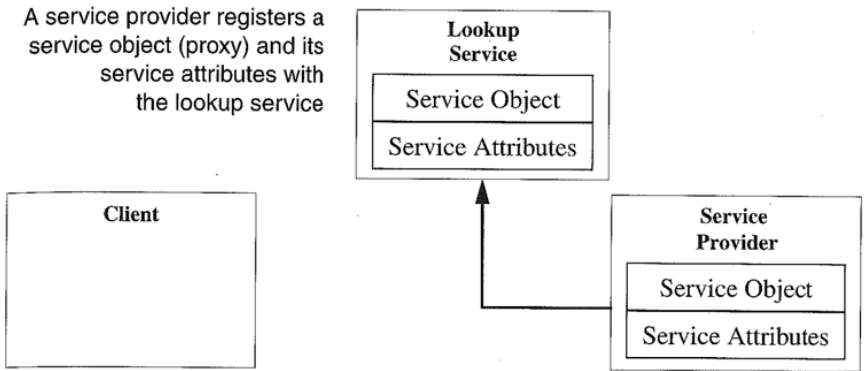 A service provider registers a
service object (proxy) and its
service attributes with
the lookup service
Lookup
Service
Service Object
Service Attributes
Client
Service
Provider
Service Object
Service Attributes